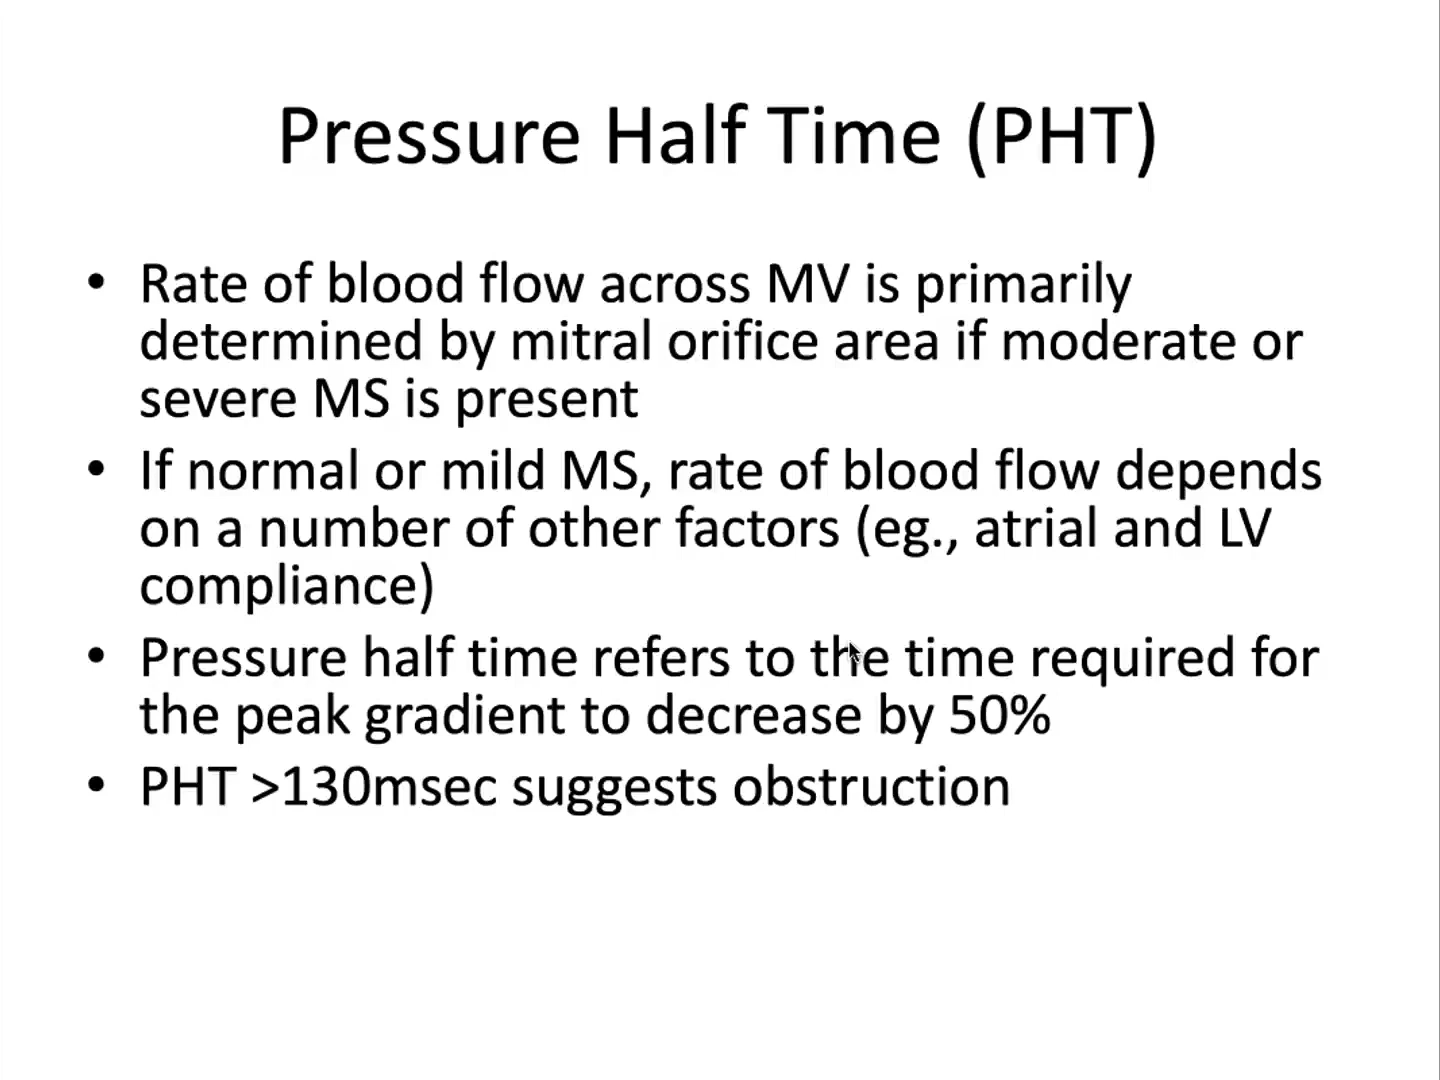 Pressure Half Time (PHT)
• Rate of blood flow across MV is primarily
determined by mitral orifice area if moderate or
severe MS is present
• If normal or mild MS, rate of blood flow depends
on a number of other factors (eg., atrial and LV
compliance)
• Pressure half time refers to the time required for
the peak gradient to decrease by 50%
• PHT >130msec suggests obstruction